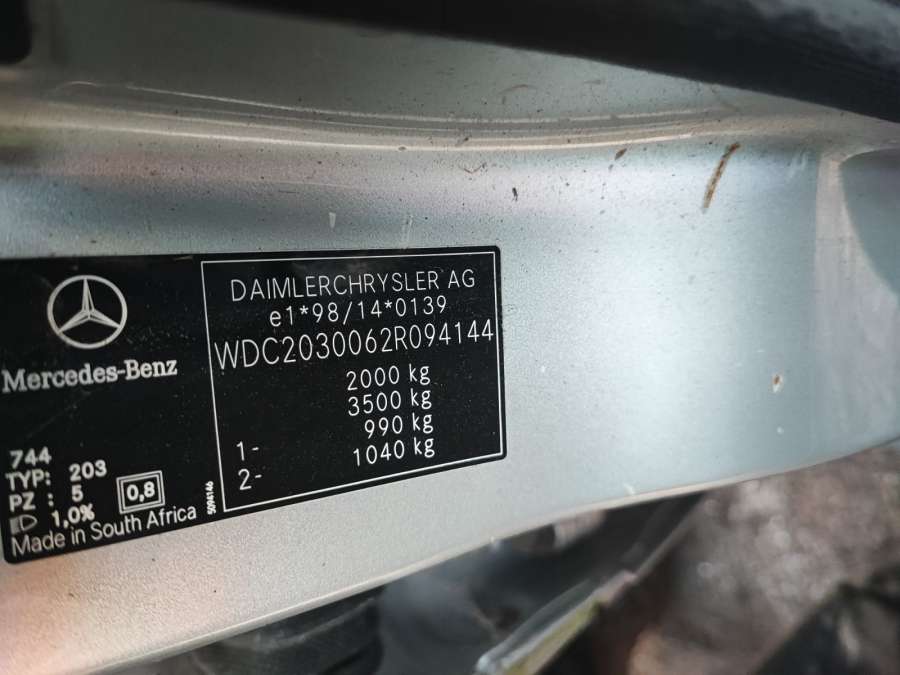 Mercedes-Benz
744
TYP: 203
PZ : 5
0,8
1,0%
Made in South Africa
5094146
DAIMLERCHRYSLER AG
e1*98/14*0139
WDC2030062R094144
2000 kg
3500 kg
1- 990 kg
2- 1040 kg